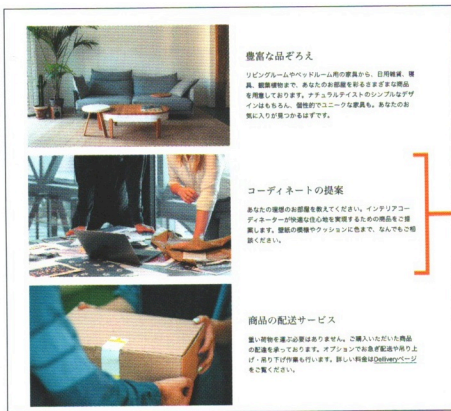 豊富な品ぞろえ
リビングルームやベッドルーム用の家具から、日用雑貨、寝
具、観葉植物まで、あなたのお部屋を彩るさまざまな商品
を用意しております。ナチュラルテイストのシンプルなデザ
インはもちろん、個性的でユニークな家具も。あなたのお
気に入りが見つかるはずです。
コーディネートの提案
あなたの理想のお部屋を教えてください。インテリアコー
ディネーターが快適な住み心地を実現するための商品をご提
案します。壁紙の模様やクッションに色まで、なんでもご相
談ください。
商品の配送サービス
重い荷物を運ぶ必要はありません。ご購入いただいた商品
の配達を承っております。オプションでお急ぎ配送や吊り上
げ・吊り下げ作業も行います。詳しい料金はDeliveryページ
をご覧ください。